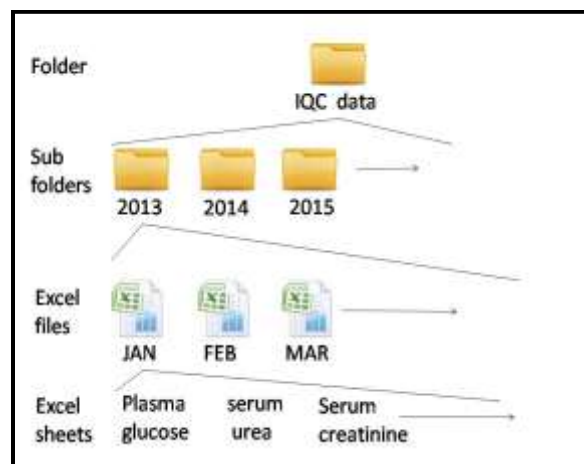 Folder
IQC data
Sub
folders
2013 2014 2015
Excel
files
JAN FEB MAR
Excel
sheets
Plasma
glucose
serum
urea
Serum
creatinine